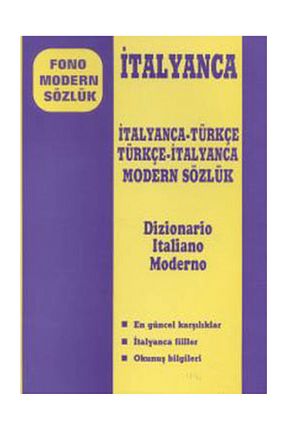 FONO
MODERN
SÖZLÜK
İTALYANCA
İTALYANCA-TÜRKÇE
TÜRKÇE-İTALYANCA
MODERN SÖZLÜK
Dizionario
Italiano
Moderno
■ En güncel karşılıklar
■ İtalyanca fiiller
■ Okunuş bilgileri